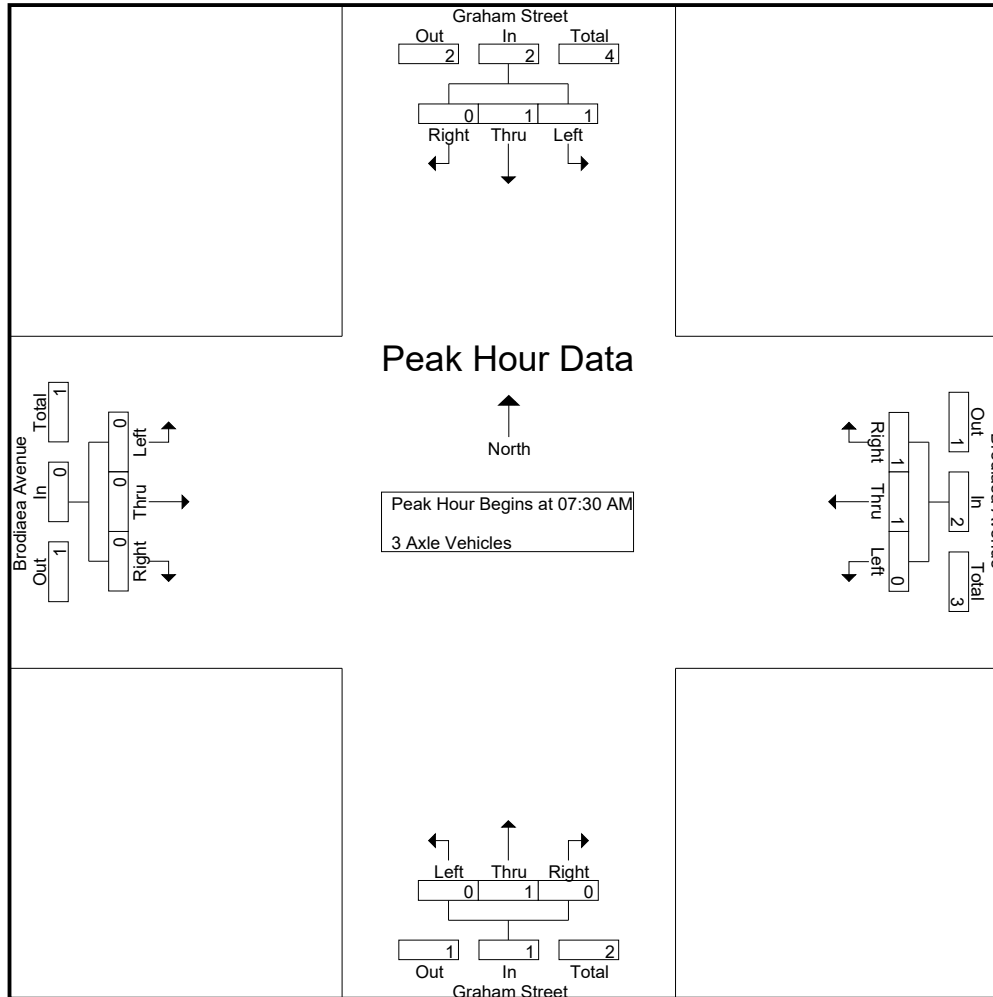 Graham Street
Out In Total
2 2 4
0 1 1
Right Thru Left
Peak Hour Data
North
Peak Hour Begins at 07:30 AM
3 Axle Vehicles
Brodiaea Avenue
Out In Total
1 0 1
0 0 0
Left Thru Right
Out In Total
1 2 3
1 1 0
Right Thru Left
Left Thru Right
0 1 0
1 1 2
Out In Total
Graham Street